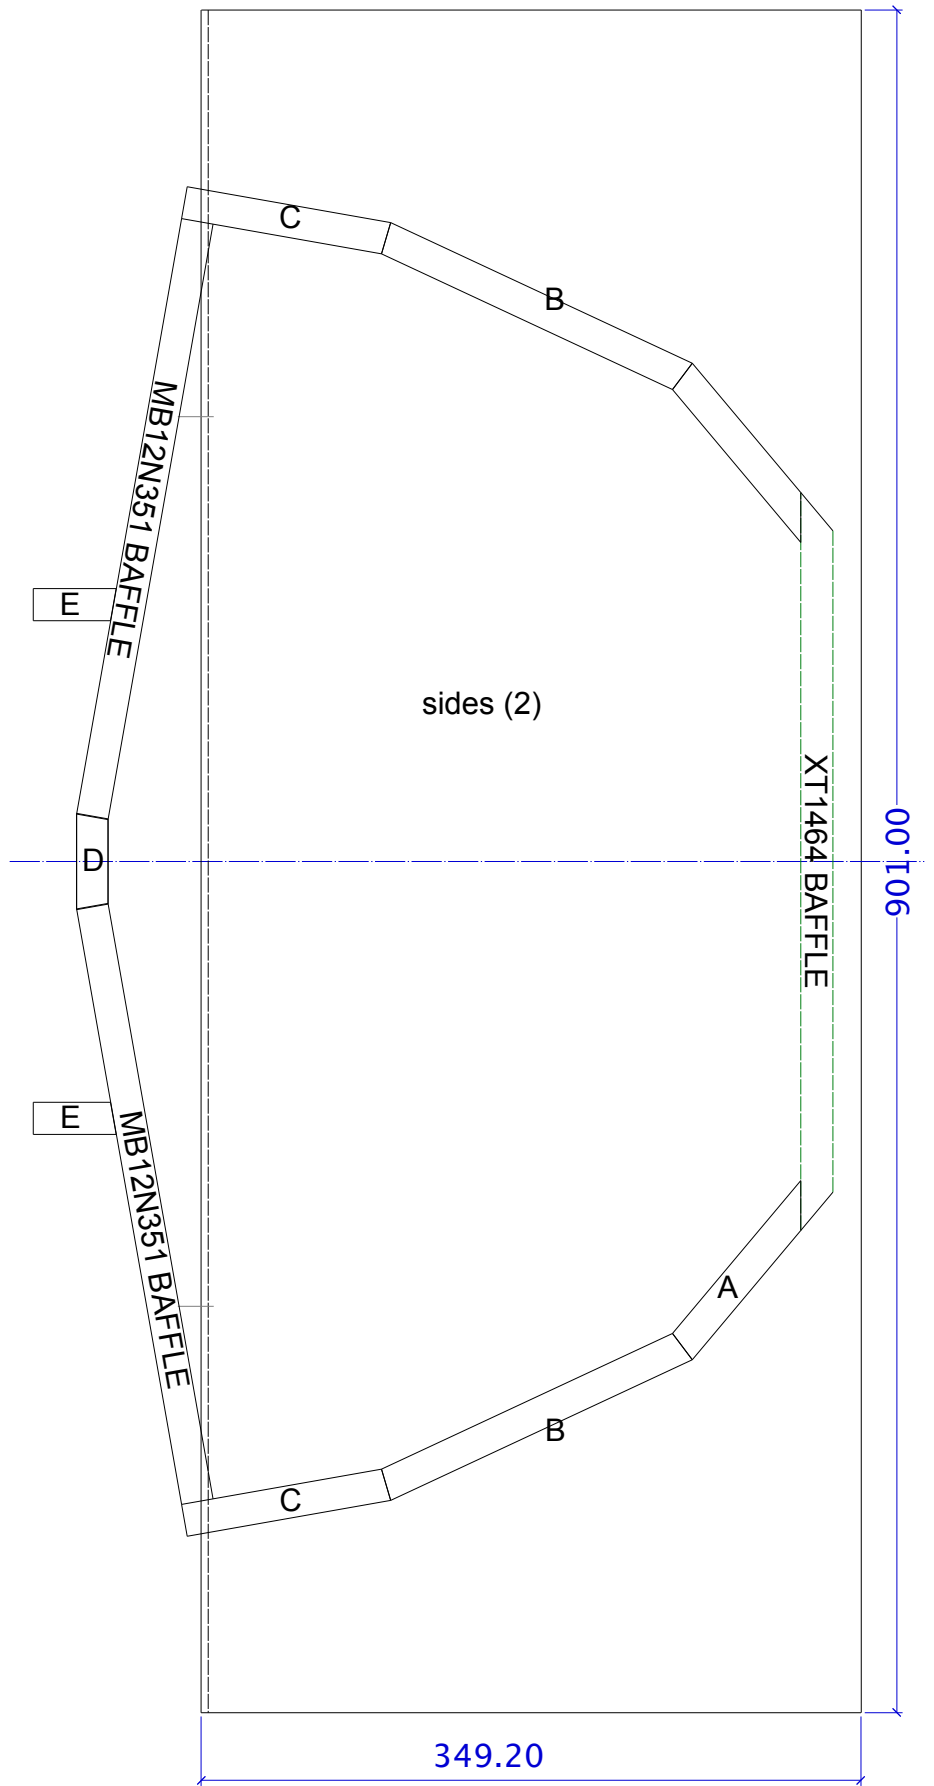 C
B
MB12N351 BAFFLE
E
sides (2)
XT1464 BAFFLE
901.00
D
E
MB12N351 BAFFLE
A
B
C
349.20